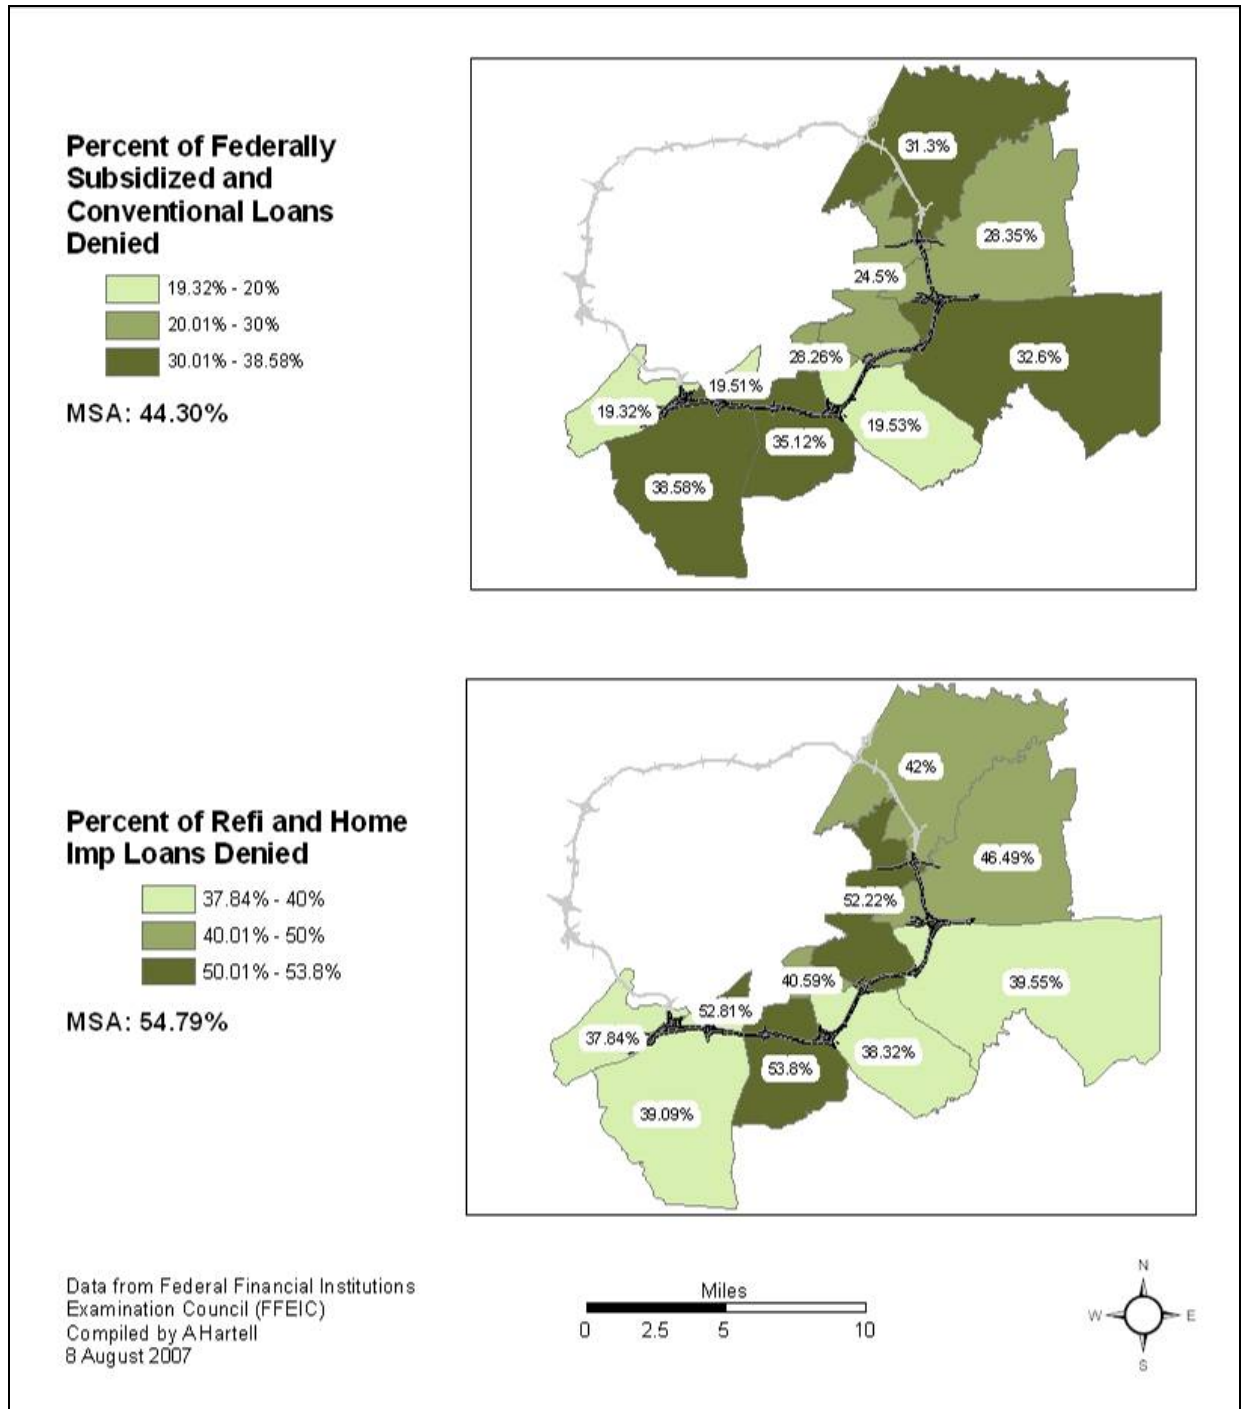 Percent of Federally
Subsidized and
Conventional Loans
Denied
19.32% - 20%
20.01% - 30%
30.01% - 38.58%
MSA: 44.30%
31.3%
28.35%
24.5%
28.26%
32.6%
19.51%
19.32%
19.53%
35.12%
38.58%
Percent of Refi and Home
Imp Loans Denied
37.84% - 40%
40.01% - 50%
50.01% - 53.8%
MSA: 54.79%
42%
46.49%
52.22%
40.59%
39.55%
52.81%
37.84%
38.32%
53.8%
39.09%
Data from Federal Financial Institutions
Examination Council (FFEIC)
Compiled by AHartell
8 August 2007
Miles
0 2.5 5 10
N
W E
S